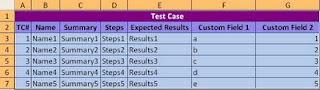 A B C D E F G
1 Test Case
2 TC# Name Summary Steps Expected Results Custom Field 1 Custom Field 2
3 1 Name1 Summary1 Steps1 Results1 a 1
4 2 Name2 Summary2 Steps2 Results2 b 2
5 3 Name3 Summary3 Steps3 Results3 c 3
6 4 Name4 Summary4 Steps4 Results4 d 4
7 5 Name5 Summary5 Steps5 Results5 e 5